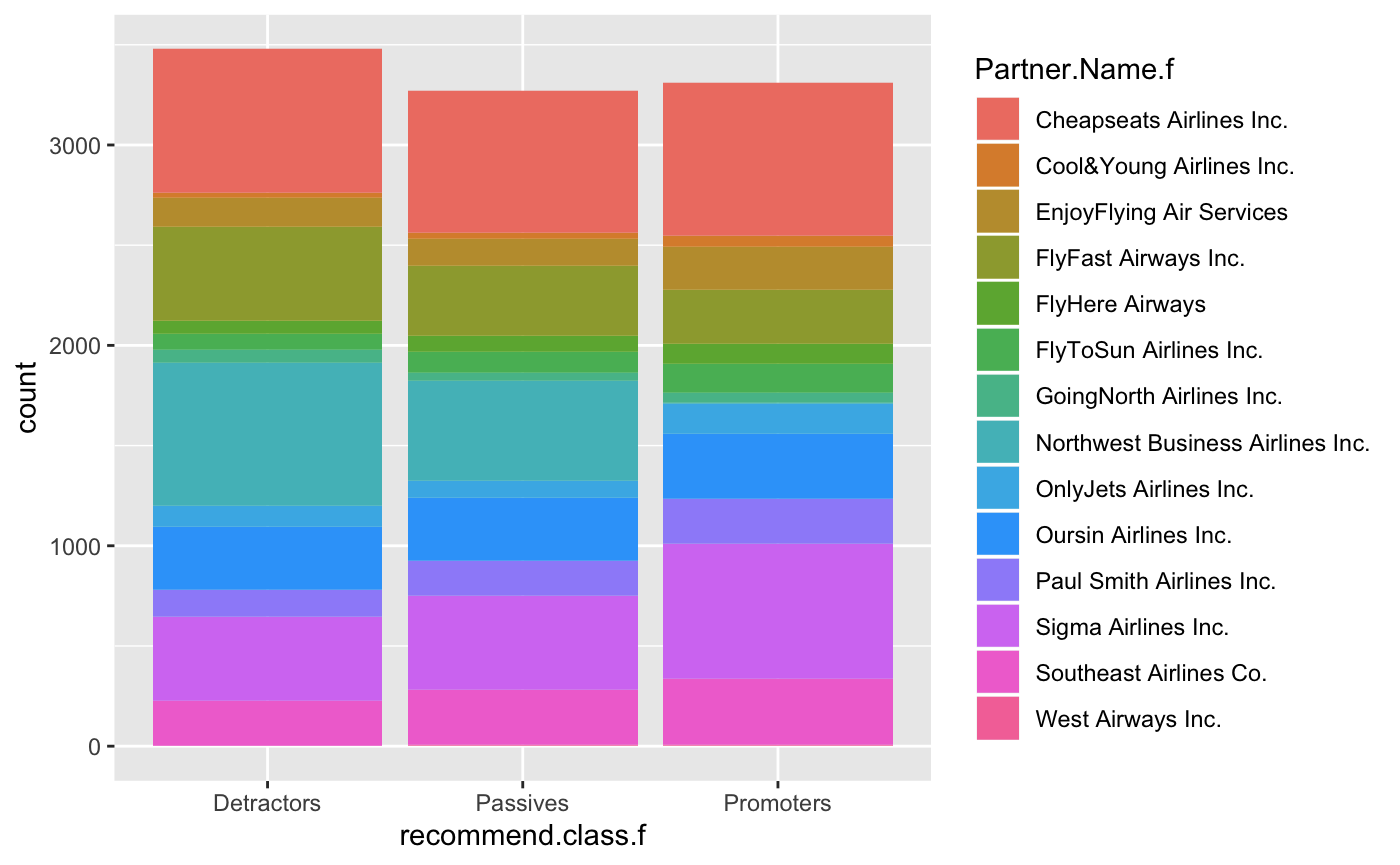 Partner.Name.f
Cheapseats Airlines Inc.
Cool&Young Airlines Inc.
EnjoyFlying Air Services
FlyFast Airways Inc.
FlyHere Airways
FlyToSun Airlines Inc.
GoingNorth Airlines Inc.
Northwest Business Airlines Inc.
OnlyJets Airlines Inc.
Oursin Airlines Inc.
Paul Smith Airlines Inc.
Sigma Airlines Inc.
Southeast Airlines Co.
West Airways Inc.
count
3000
2000
1000
0
Detractors
Passives
Promoters
recommend.class.f